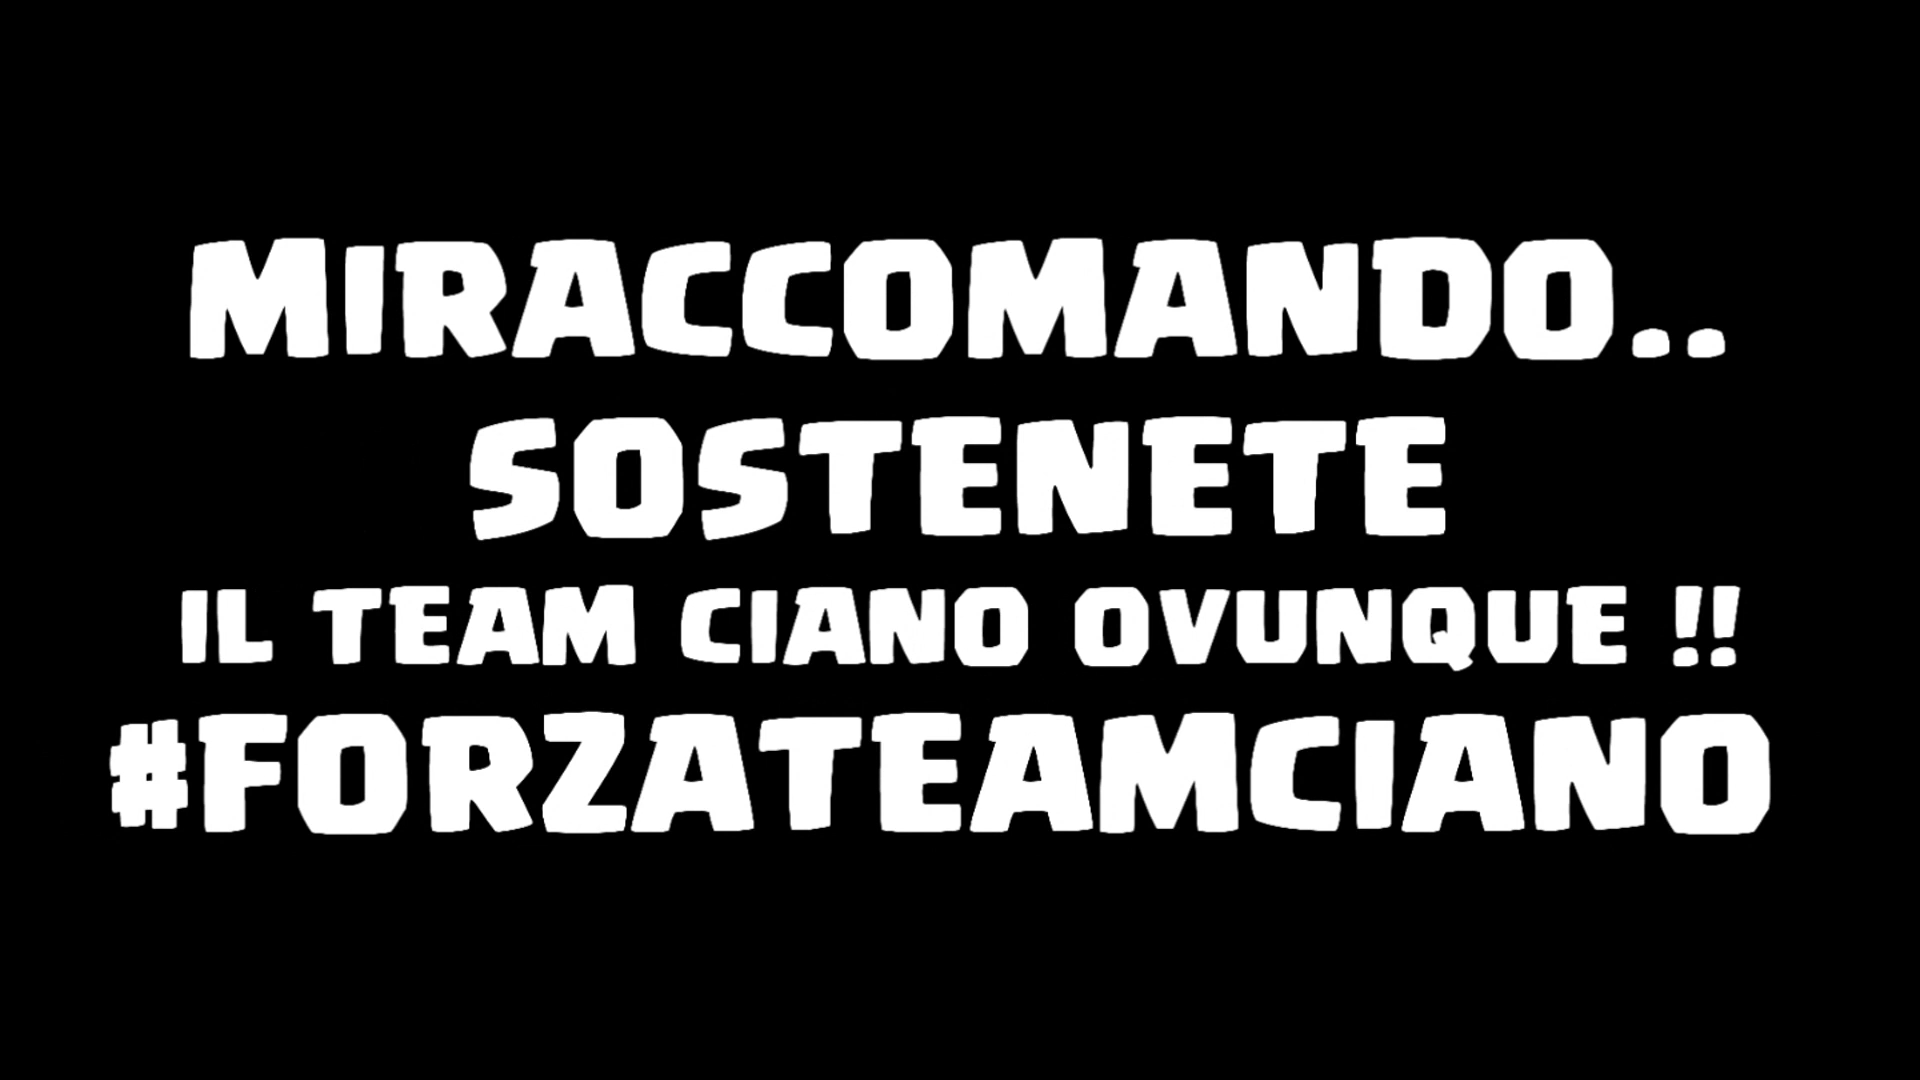 MIRACCOMANDO..
SOSTENETE
IL TEAM CIANO OVUNQUE !!
#FORZATEAMCIANO